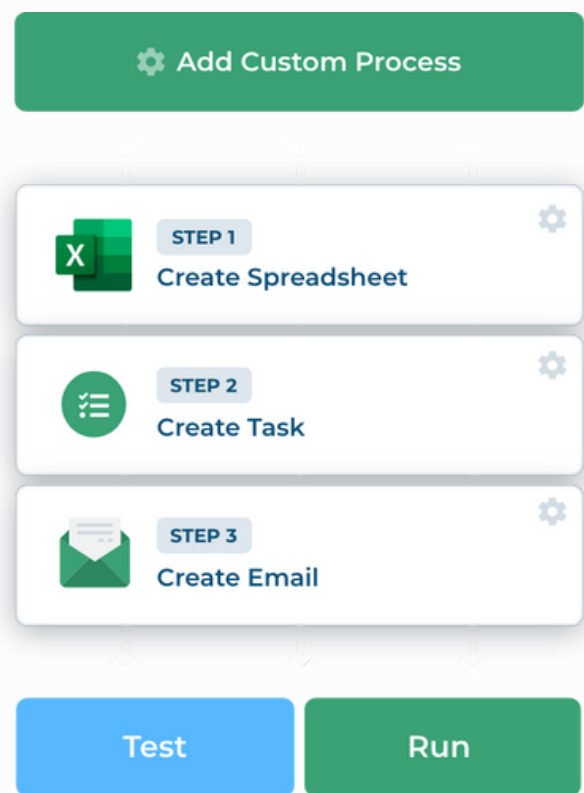 Add Custom Process
X
STEP 1
Create Spreadsheet
STEP 2
Create Task
STEP 3
Create Email
Test
Run